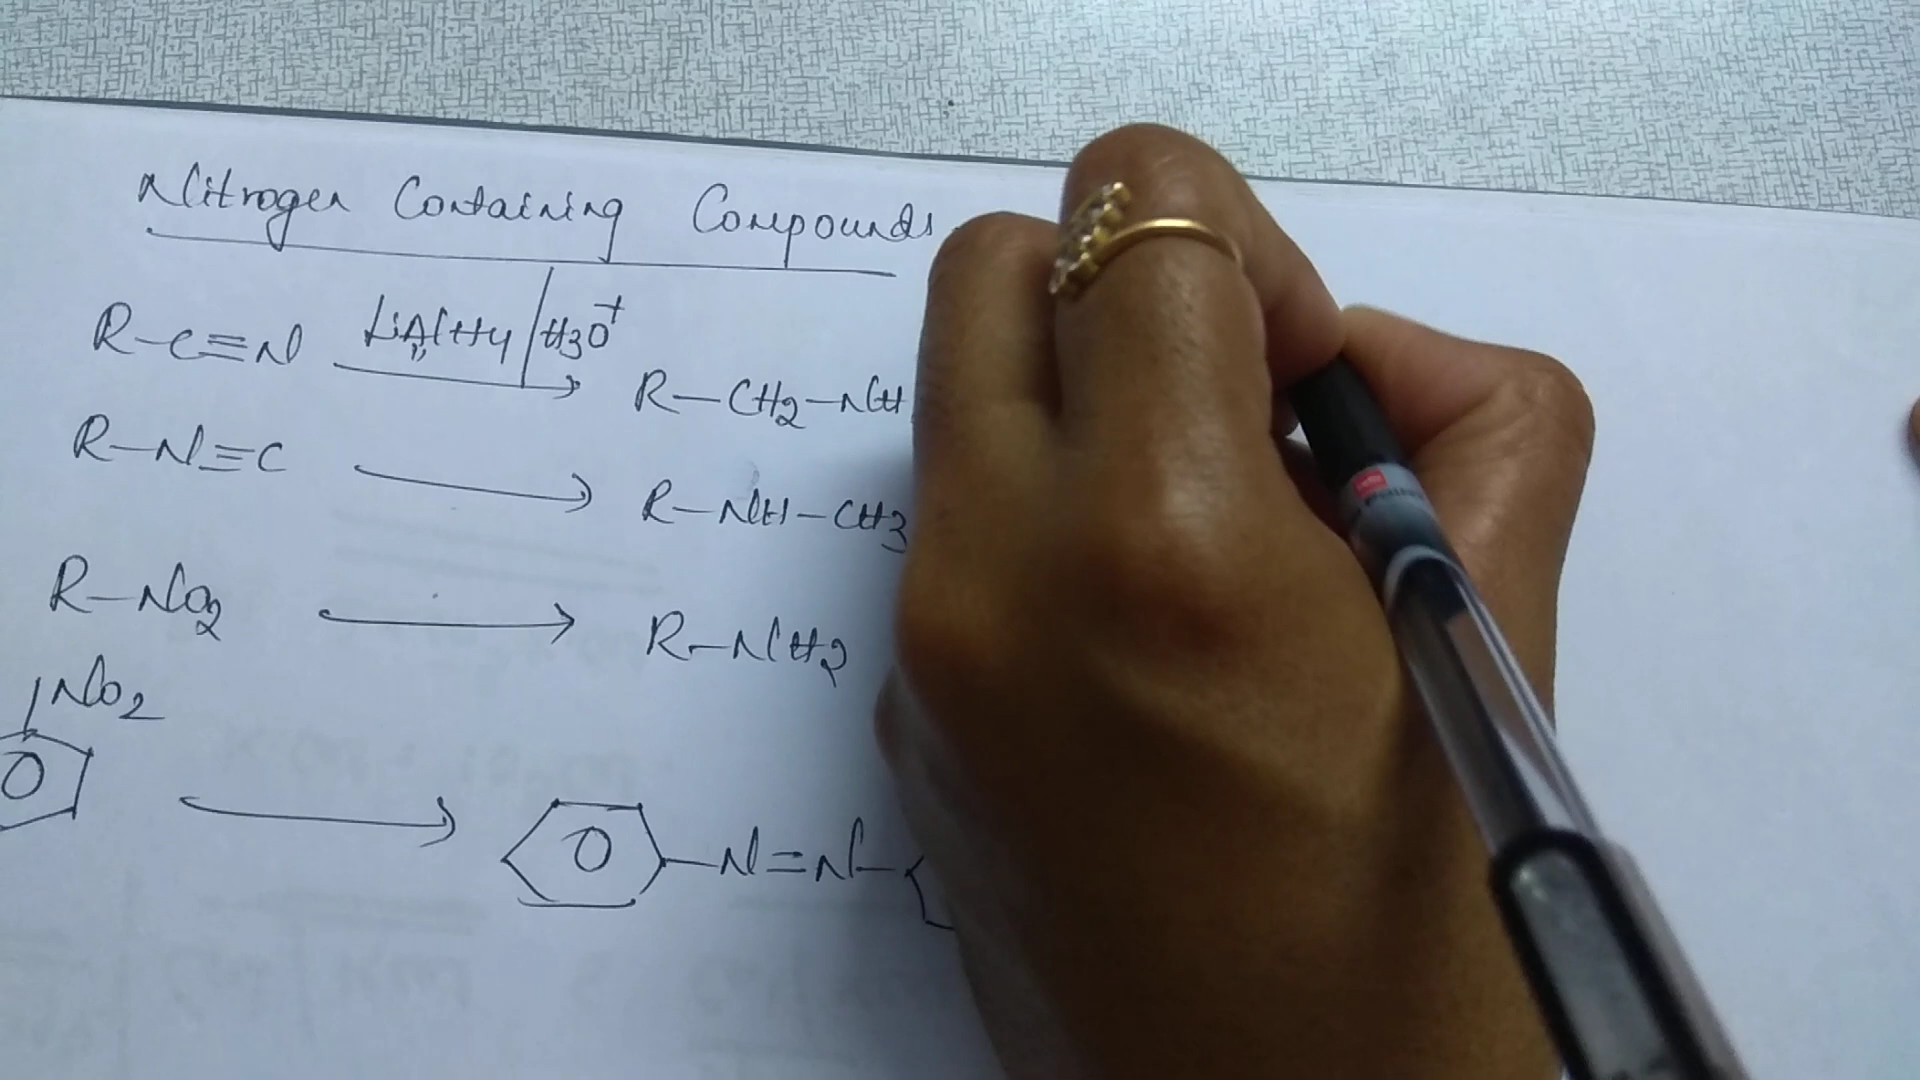 Nitrogen Containing Compounds
R-C≡N LiAlH4/H3O+ → R-CH2-NH
R-N≡C → R-NH-CH3
R-NO2 → R-NH2
NO2
→ -N=N-